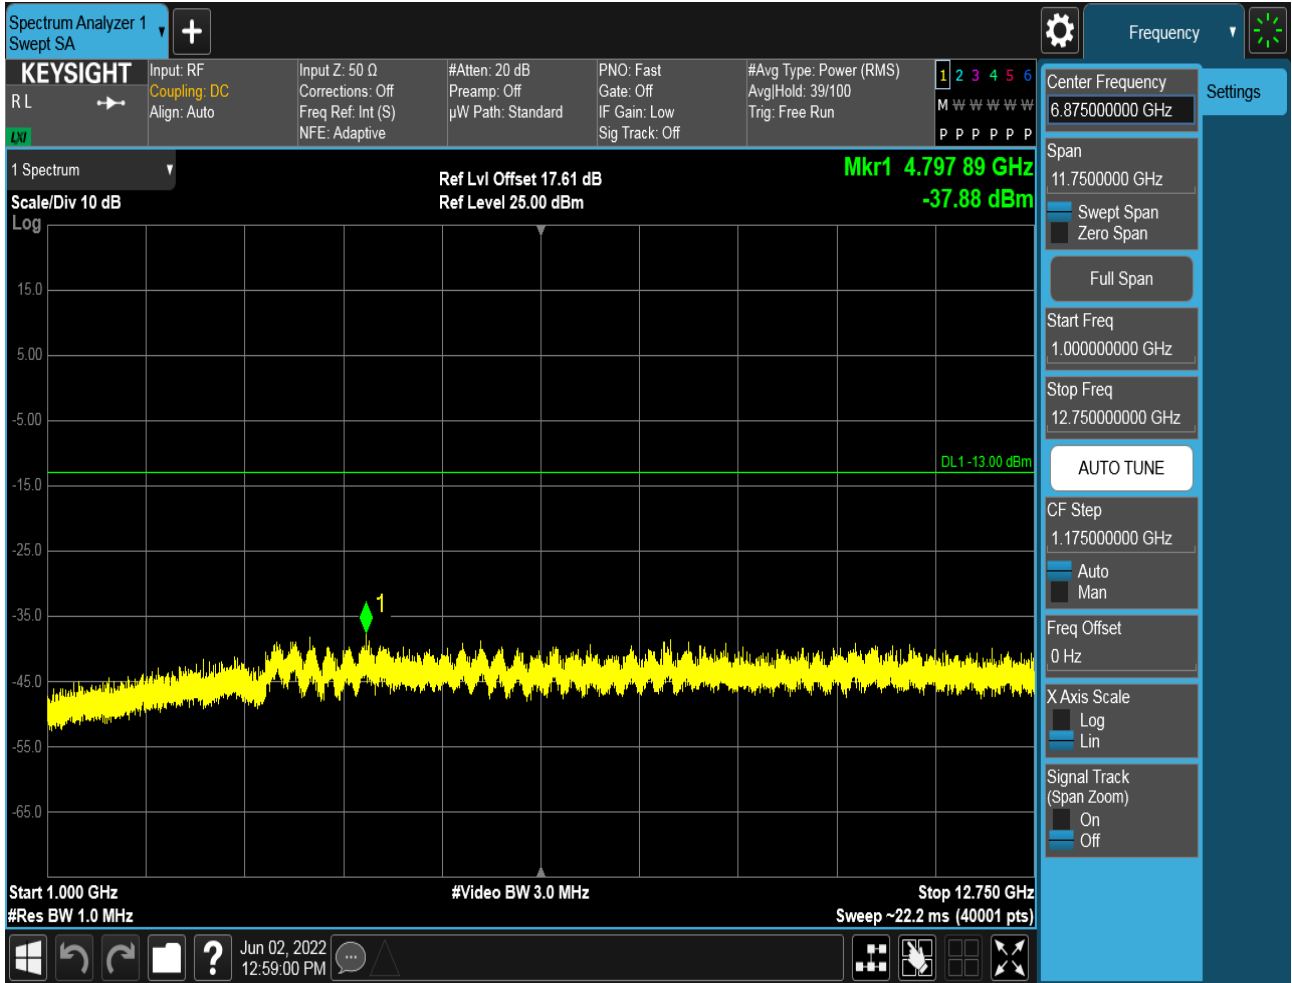 Spectrum Analyzer 1
Swept SA
Frequency
KEYSIGHT
R L
LXI
Input: RF
Coupling: DC
Align: Auto
Input Z: 50 Ω
Corrections: Off
Freq Ref: Int (S)
NFE: Adaptive
#Atten: 20 dB
Preamp: Off
µW Path: Standard
PNO: Fast
Gate: Off
IF Gain: Low
Sig Track: Off
#Avg Type: Power (RMS)
Avg|Hold: 39/100
Trig: Free Run
1 2 3 4 5 6
M W W W W W
P P P P P P
1 Spectrum
Scale/Div 10 dB
Log
Ref Lvl Offset 17.61 dB
Ref Level 25.00 dBm
Mkr1 4.797 89 GHz
-37.88 dBm
15.0
5.00
-5.00
-15.0
-25.0
-35.0
-45.0
-55.0
-65.0
DL1 -13.00 dBm
1
Start 1.000 GHz
#Res BW 1.0 MHz
#Video BW 3.0 MHz
Stop 12.750 GHz
Sweep ~22.2 ms (40001 pts)
Jun 02, 2022
12:59:00 PM
Center Frequency
6.875000000 GHz
Settings
Span
11.7500000 GHz
Swept Span
Zero Span
Full Span
Start Freq
1.000000000 GHz
Stop Freq
12.750000000 GHz
AUTO TUNE
CF Step
1.175000000 GHz
Auto
Man
Freq Offset
0 Hz
X Axis Scale
Log
Lin
Signal Track
(Span Zoom)
On
Off